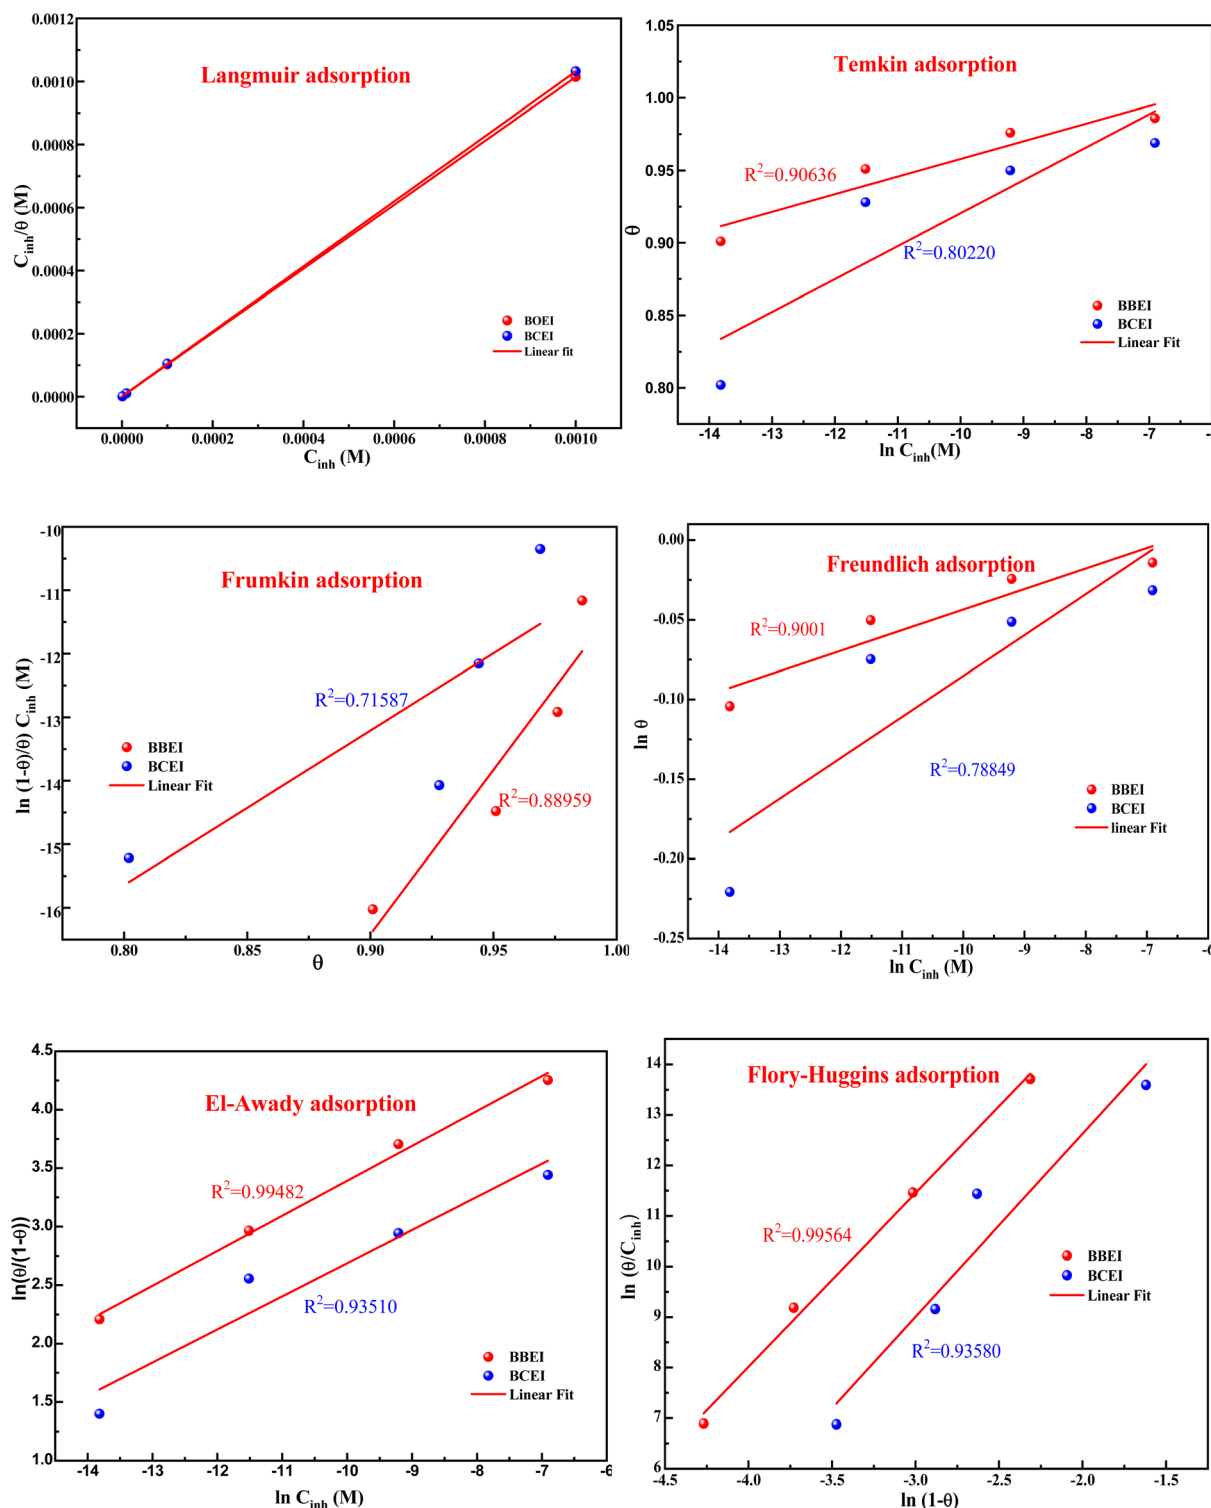 Langmuir adsorption
0.0012
0.0010
0.0008
0.0006
0.0004
0.0002
0.0000
C_inh/θ (M)
BOEI
BCEI
Linear fit
0.0000 0.0002 0.0004 0.0006 0.0008 0.0010
C_inh (M)
Temkin adsorption
1.05
1.00
0.95
0.90
0.85
0.80
θ
R²=0.90636
R²=0.80220
BBEI
BCEI
Linear Fit
-14 -13 -12 -11 -10 -9 -8 -7 -6
ln C_inh(M)
Frumkin adsorption
-10
-11
-12
-13
-14
-15
-16
ln (1-θ)/θ) C_inh (M)
R²=0.71587
R²=0.88959
BBEI
BCEI
Linear Fit
0.80 0.85 0.90 0.95 1.00
θ
Freundlich adsorption
0.00
-0.05
-0.10
-0.15
-0.20
-0.25
ln θ
R²=0.9001
R²=0.78849
BBEI
BCEI
linear Fit
-14 -13 -12 -11 -10 -9 -8 -7 -6
ln C_inh (M)
El-Awady adsorption
4.5
4.0
3.5
3.0
2.5
2.0
1.5
1.0
ln(θ/(1-θ))
R²=0.99482
R²=0.93510
BBEI
BCEI
Linear Fit
-14 -13 -12 -11 -10 -9 -8 -7 -6
ln C_inh (M)
Flory-Huggins adsorption
14
13
12
11
10
9
8
7
6
ln (θ/C_inh)
R²=0.99564
R²=0.93580
BBEI
BCEI
Linear Fit
-4.5 -4.0 -3.5 -3.0 -2.5 -2.0 -1.5
ln (1-θ)